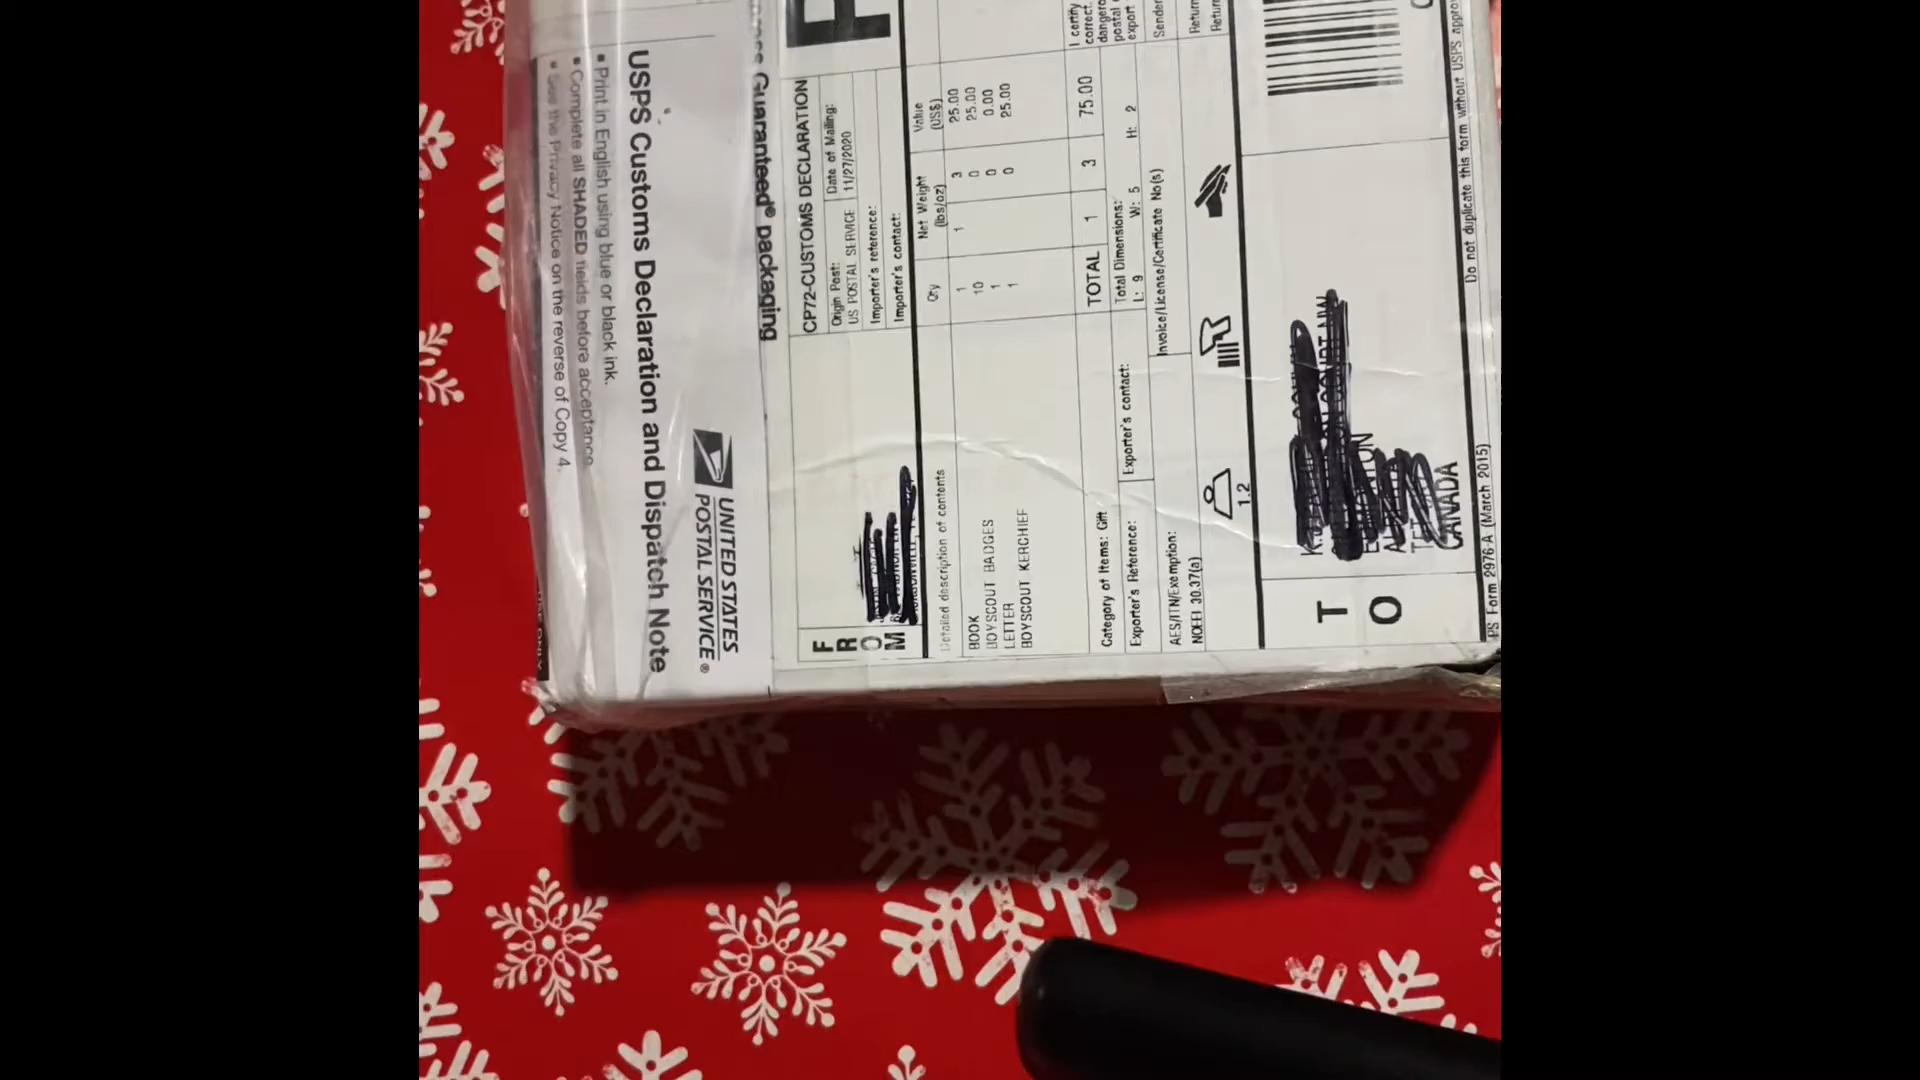 USPS Customs Declaration and Dispatch Note
• Print in English using blue or black ink.
• Complete all SHADED fields before acceptance.
• See the Privacy Notice on the reverse of Copy 4.
UNITED STATES
POSTAL SERVICE®
Guaranteed® packaging
CP72-CUSTOMS DECLARATION
Origin Post:
US POSTAL SERVICE
Date of Mailing:
11/27/2020
Importer's reference:
Importer's contact:
FROM
Detailed description of contents Qty Net Weight (lbs/oz) Value (US$)
BOOK 1 1 3 25.00
BOYSCOUT BADGES 10 0 25.00
LETTER 1 0 0.00
BOYSCOUT KERCHIEF 1 0 25.00
Category of Items: Gift TOTAL 1 3 75.00
Exporter's Reference: Exporter's contact: Total Dimensions:
L: 9 W: 5 H: 2
AES/ITN/Exemption:
NOEEI 30.37(a)
Invoice/License/Certificate No(s)
I certify
correct.
postal
export
Sender
Return
Return
1.2
TO
CANADA
PS Form 2976-A (March 2015) Do not duplicate this form without USPS